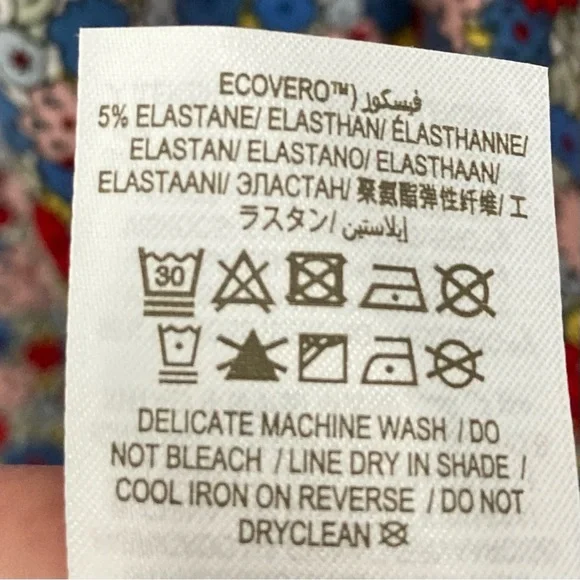 ECOVERO™) فيسكوز
5% ELASTANE/ ELASTHAN/ ÉLASTHANNE/
ELASTAN/ ELASTANO/ ELASTHAAN/
ELASTAANI/ ЭЛАСТАН/ 聚氨酯弹性纤维/ エ
ラスタン/ إيلاستين
30
DELICATE MACHINE WASH / DO
NOT BLEACH / LINE DRY IN SHADE /
COOL IRON ON REVERSE / DO NOT
DRYCLEAN